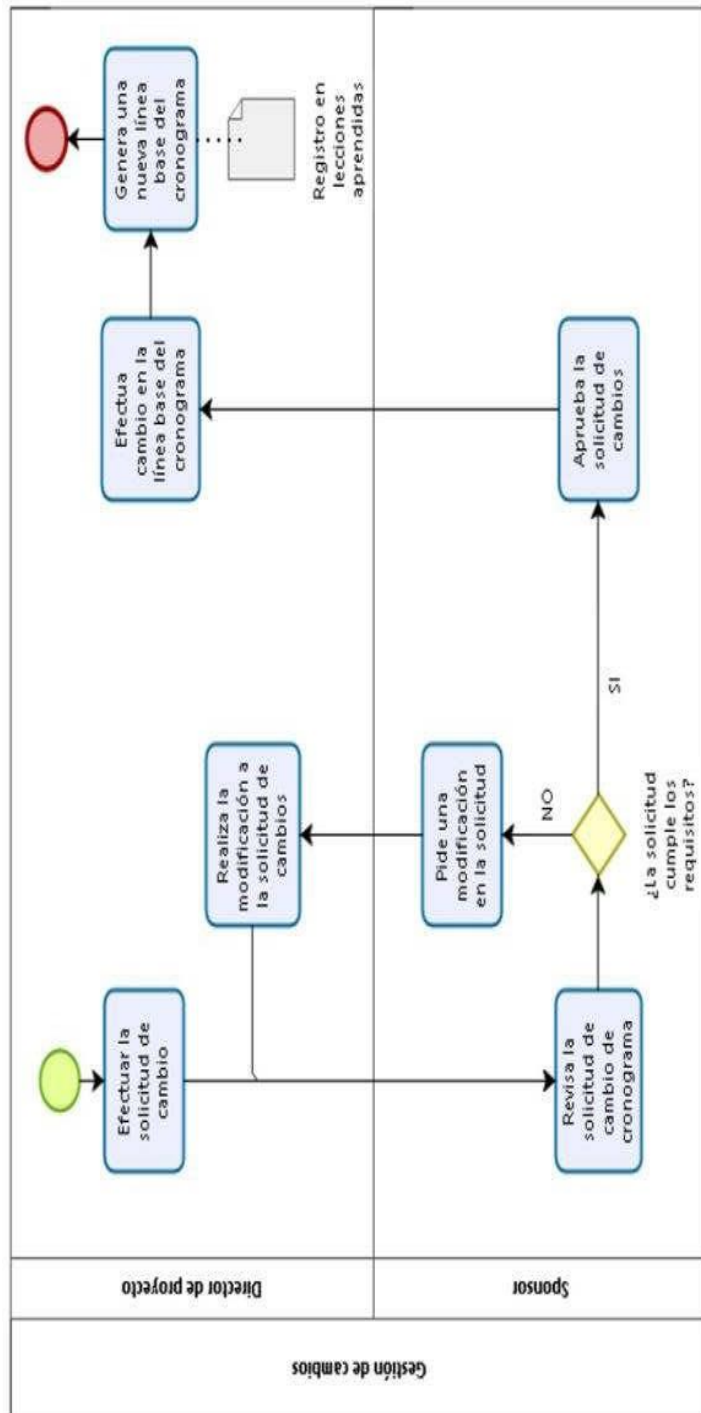 Gestión de cambios
Director de proyecto
Sponsor
Efectuar la
solicitud de
cambio
Revisa la
solicitud de
cambio de
cronograma
¿La solicitud
cumple los
requisitos?
NO
SI
Pide una
modificación
en la solicitud
Realiza la
modificación a
la solicitud de
cambios
Aprueba la
solicitud de
cambios
Efectua
cambio en la
línea base del
cronograma
Genera una
nueva línea
base del
cronograma
Registro en
lecciones
aprendidas